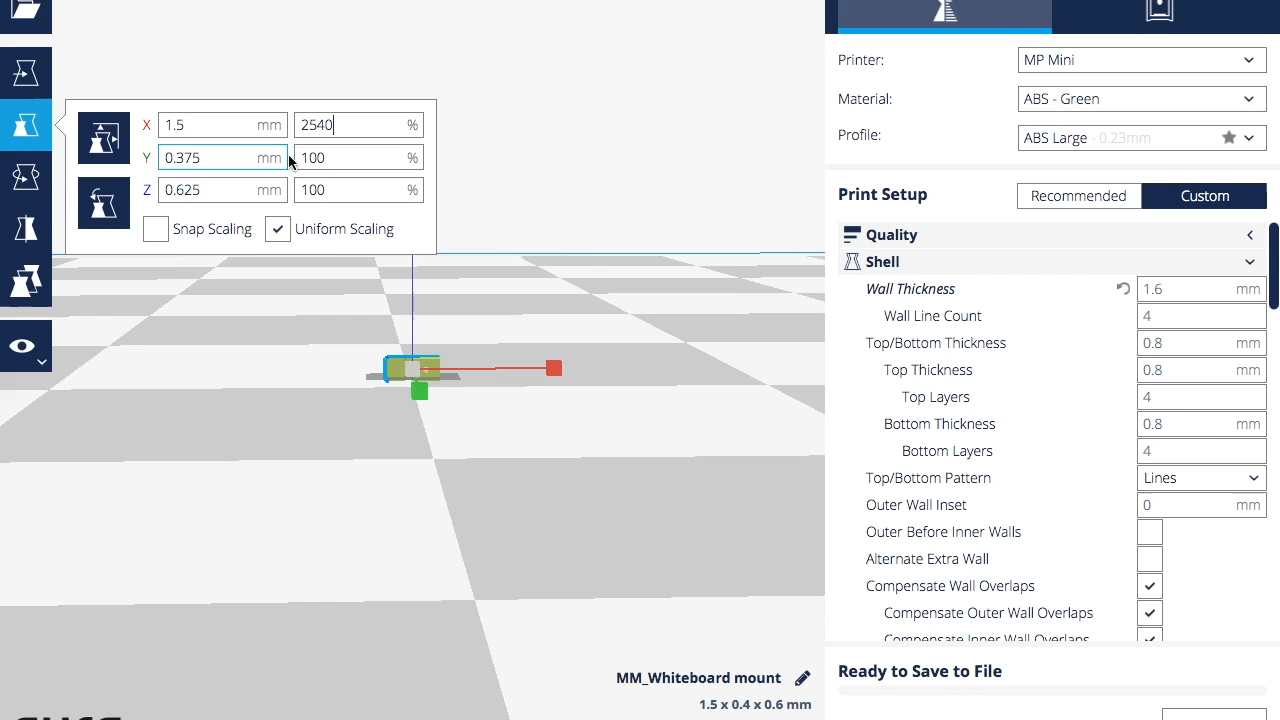 Printer: MP Mini
Material: ABS - Green
Profile: ABS Large - 0.23mm
X 1.5 mm 2540 %
Y 0.375 mm 100 %
Z 0.625 mm 100 %
Snap Scaling Uniform Scaling
Print Setup Recommended Custom
Quality
Shell
Wall Thickness 1.6 mm
Wall Line Count 4
Top/Bottom Thickness 0.8 mm
Top Thickness 0.8 mm
Top Layers 4
Bottom Thickness 0.8 mm
Bottom Layers 4
Top/Bottom Pattern Lines
Outer Wall Inset 0 mm
Outer Before Inner Walls
Alternate Extra Wall
Compensate Wall Overlaps
Compensate Outer Wall Overlaps
Compensate Inner Wall Overlaps
MM_Whiteboard mount
1.5 x 0.4 x 0.6 mm
Ready to Save to File